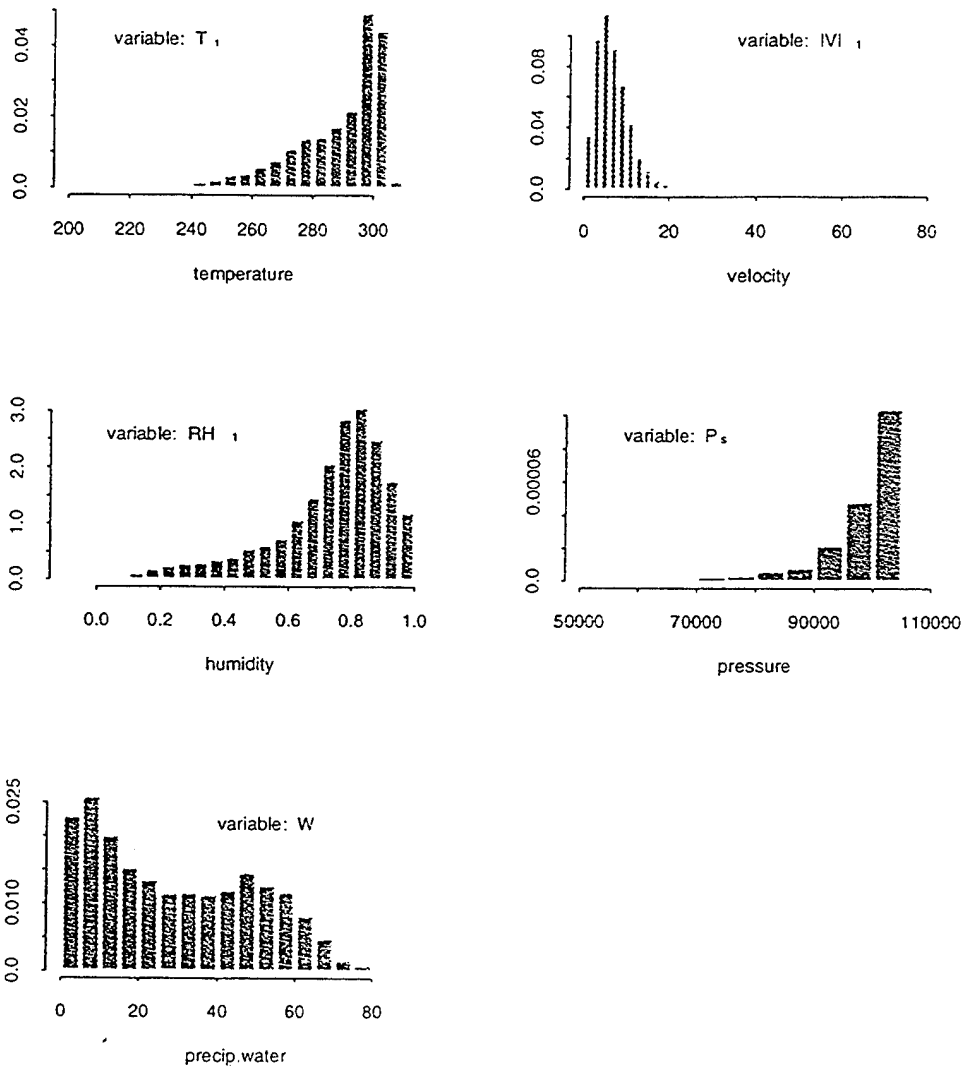 variable: T 1
0.04
0.02
0.0
200 220 240 260 280 300
temperature
variable: |V| 1
0.08
0.04
0.0
0 20 40 60 80
velocity
variable: RH 1
3.0
2.0
1.0
0.0
0.0 0.2 0.4 0.6 0.8 1.0
humidity
variable: P s
0.00006
0.0
50000 70000 90000 110000
pressure
variable: W
0.025
0.010
0.0
0 20 40 60 80
precip.water